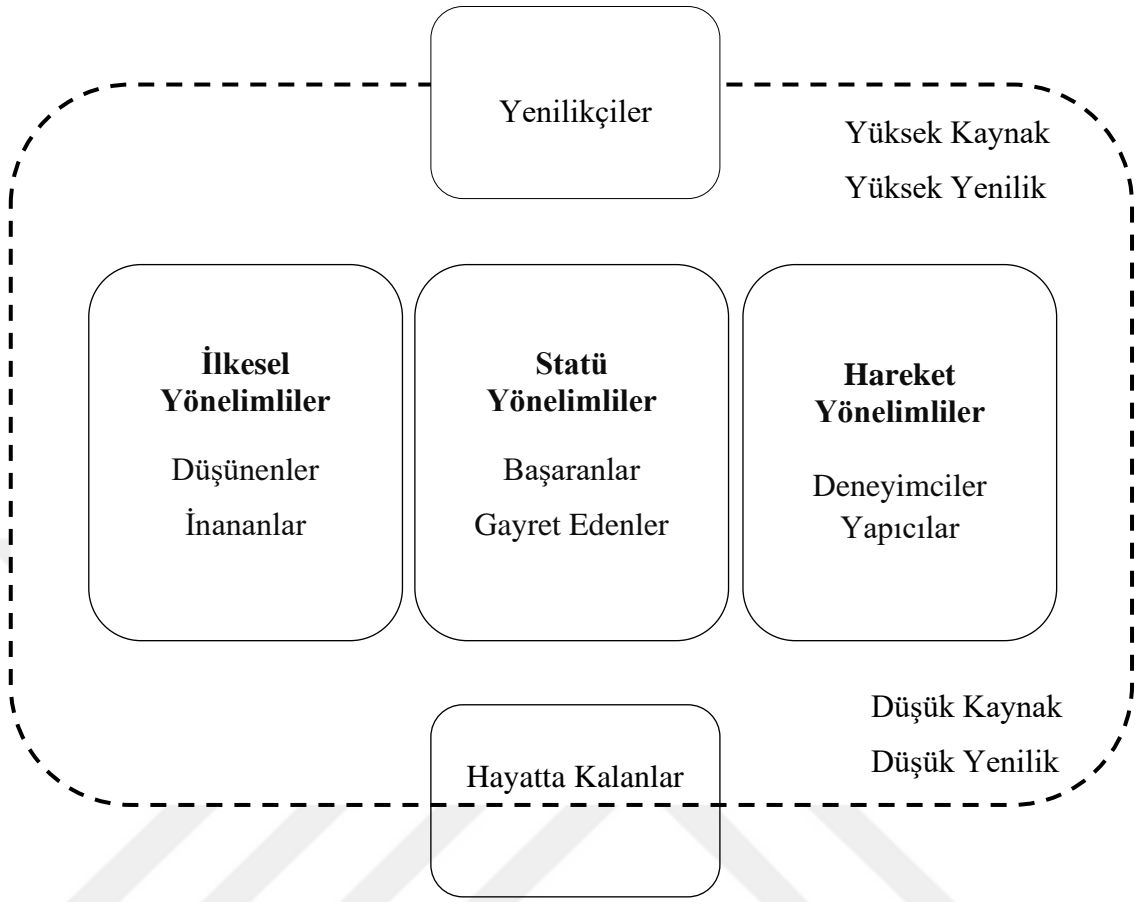 Yenilikçiler
Yüksek Kaynak
Yüksek Yenilik
İlkesel
Yönelimliler
Düşünenler
İnananlar
Statü
Yönelimliler
Başaranlar
Gayret Edenler
Hareket
Yönelimliler
Deneyimciler
Yapıcılar
Düşük Kaynak
Düşük Yenilik
Hayatta Kalanlar